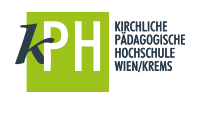 kPH
KIRCHLICHE
PÄDAGOGISCHE
HOCHSCHULE
WIEN/KREMS